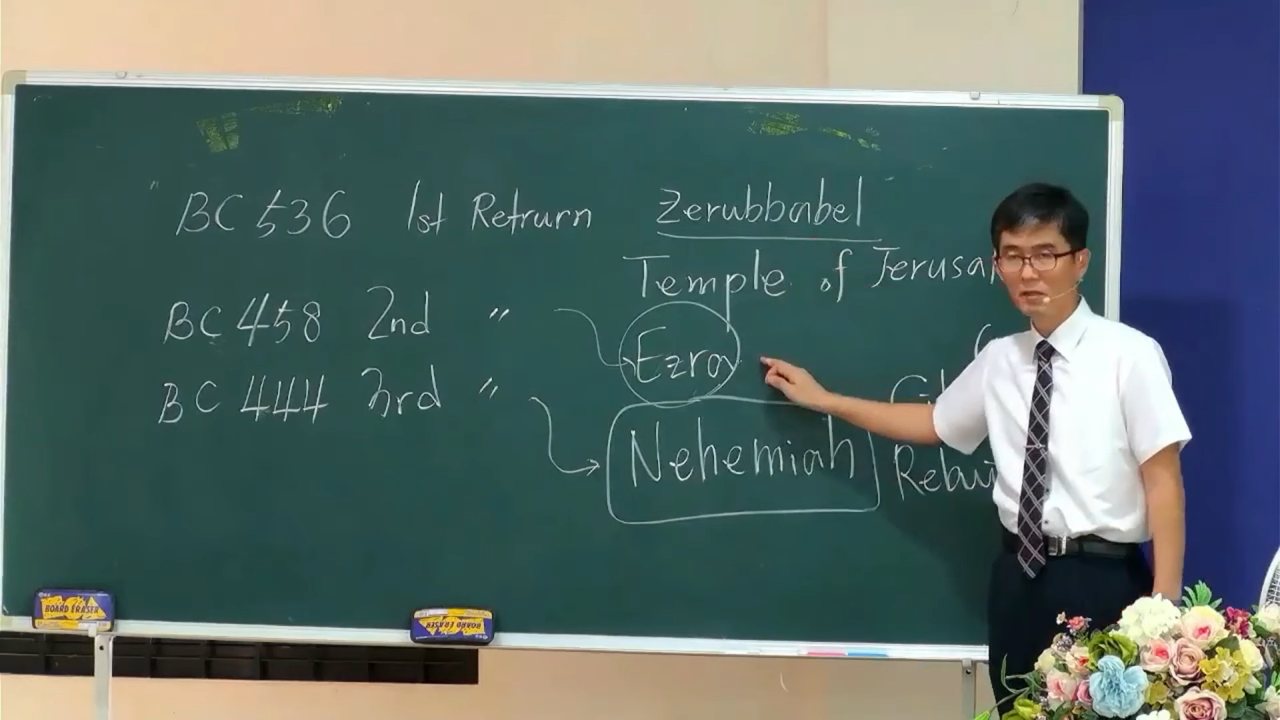 BC 536 1st Retrurn Zerubbabel
Temple of Jerusa
BC 458 2nd " Ezra
BC 444 3rd " Nehemiah
BOARD ERASER
BOARD ERASER